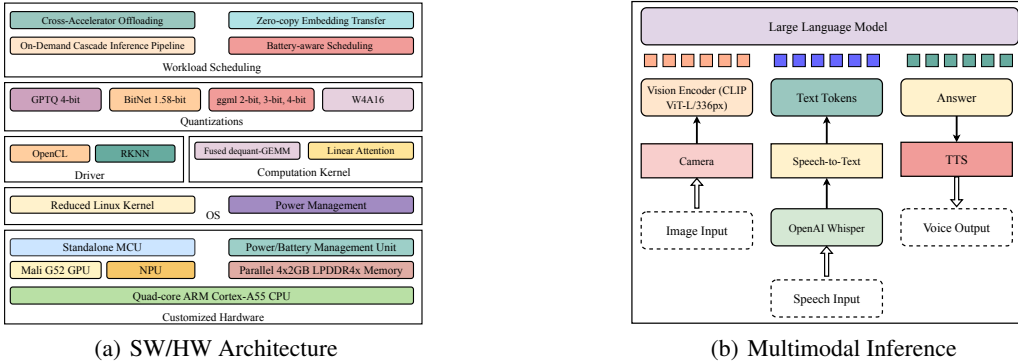 Cross-Accelerator Offloading
Zero-copy Embedding Transfer
On-Demand Cascade Inference Pipeline
Battery-aware Scheduling
Workload Scheduling
GPTQ 4-bit
BitNet 1.58-bit
ggml 2-bit, 3-bit, 4-bit
W4A16
Quantizations
OpenCL
RKNN
Driver
Fused dequant-GEMM
Linear Attention
Computation Kernel
Reduced Linux Kernel
OS
Power Management
Standalone MCU
Power/Battery Management Unit
Mali G52 GPU
NPU
Parallel 4x2GB LPDDR4x Memory
Quad-core ARM Cortex-A55 CPU
Customized Hardware
(a) SW/HW Architecture
Large Language Model
Vision Encoder (CLIP
ViT-L/336px)
Text Tokens
Answer
Camera
Speech-to-Text
TTS
Image Input
OpenAI Whisper
Voice Output
Speech Input
(b) Multimodal Inference